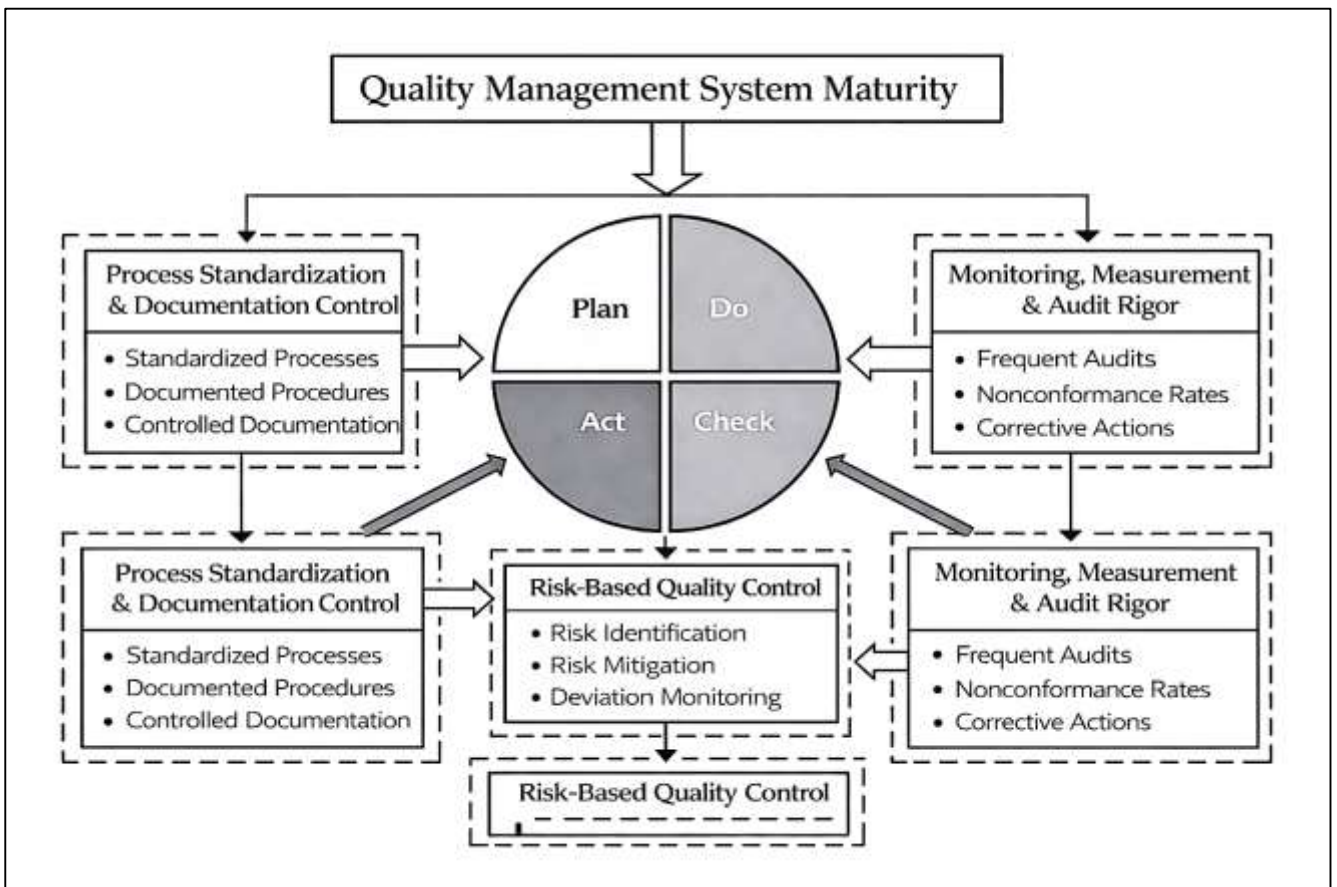 Quality Management System Maturity
Process Standardization
& Documentation Control
• Standardized Processes
• Documented Procedures
• Controlled Documentation
Plan
Do
Act
Check
Monitoring, Measurement
& Audit Rigor
• Frequent Audits
• Nonconformance Rates
• Corrective Actions
Process Standardization
& Documentation Control
• Standardized Processes
• Documented Procedures
• Controlled Documentation
Risk-Based Quality Control
• Risk Identification
• Risk Mitigation
• Deviation Monitoring
Monitoring, Measurement
& Audit Rigor
• Frequent Audits
• Nonconformance Rates
• Corrective Actions
Risk-Based Quality Control